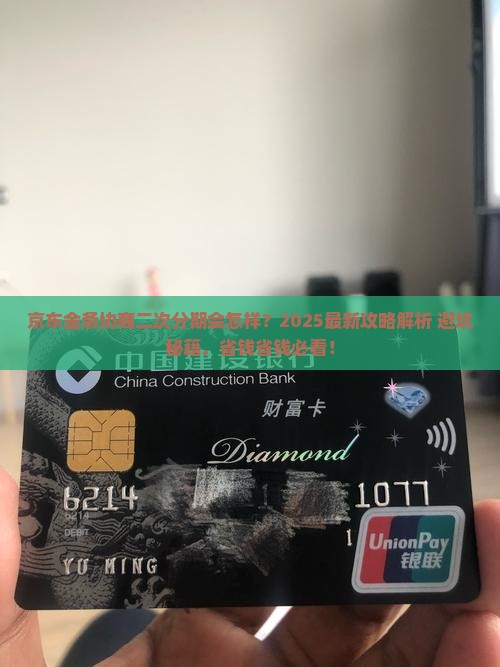 京东金条协商二次分期会怎样？2025最新攻略解析 避坑
秘籍，省钱省钱必看！
中国建设银行
China Construction Bank
财富卡
Diamond
6214 1077
6214
DEBIT
1
YU MING
UnionPay
银联